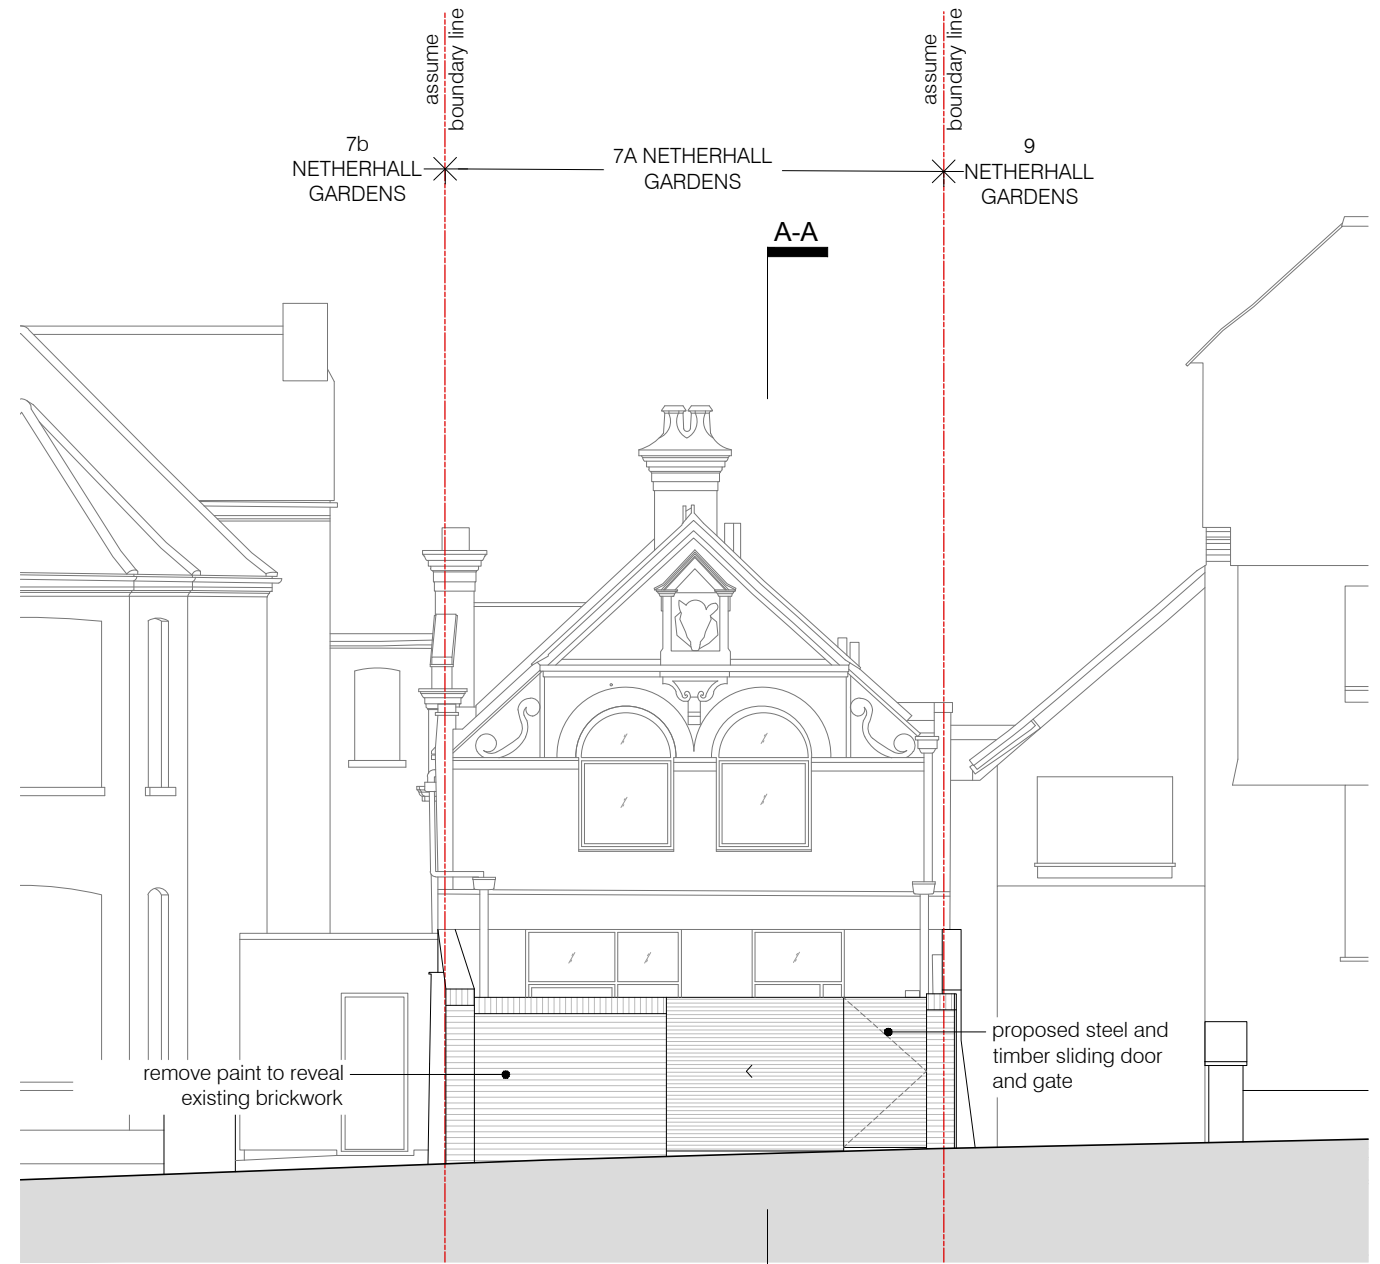 assume
boundary line
assume
boundary line
7b
NETHERHALL
GARDENS
7A NETHERHALL
GARDENS
9
NETHERHALL
GARDENS
A-A
proposed steel and
timber sliding door
and gate
remove paint to reveal
existing brickwork